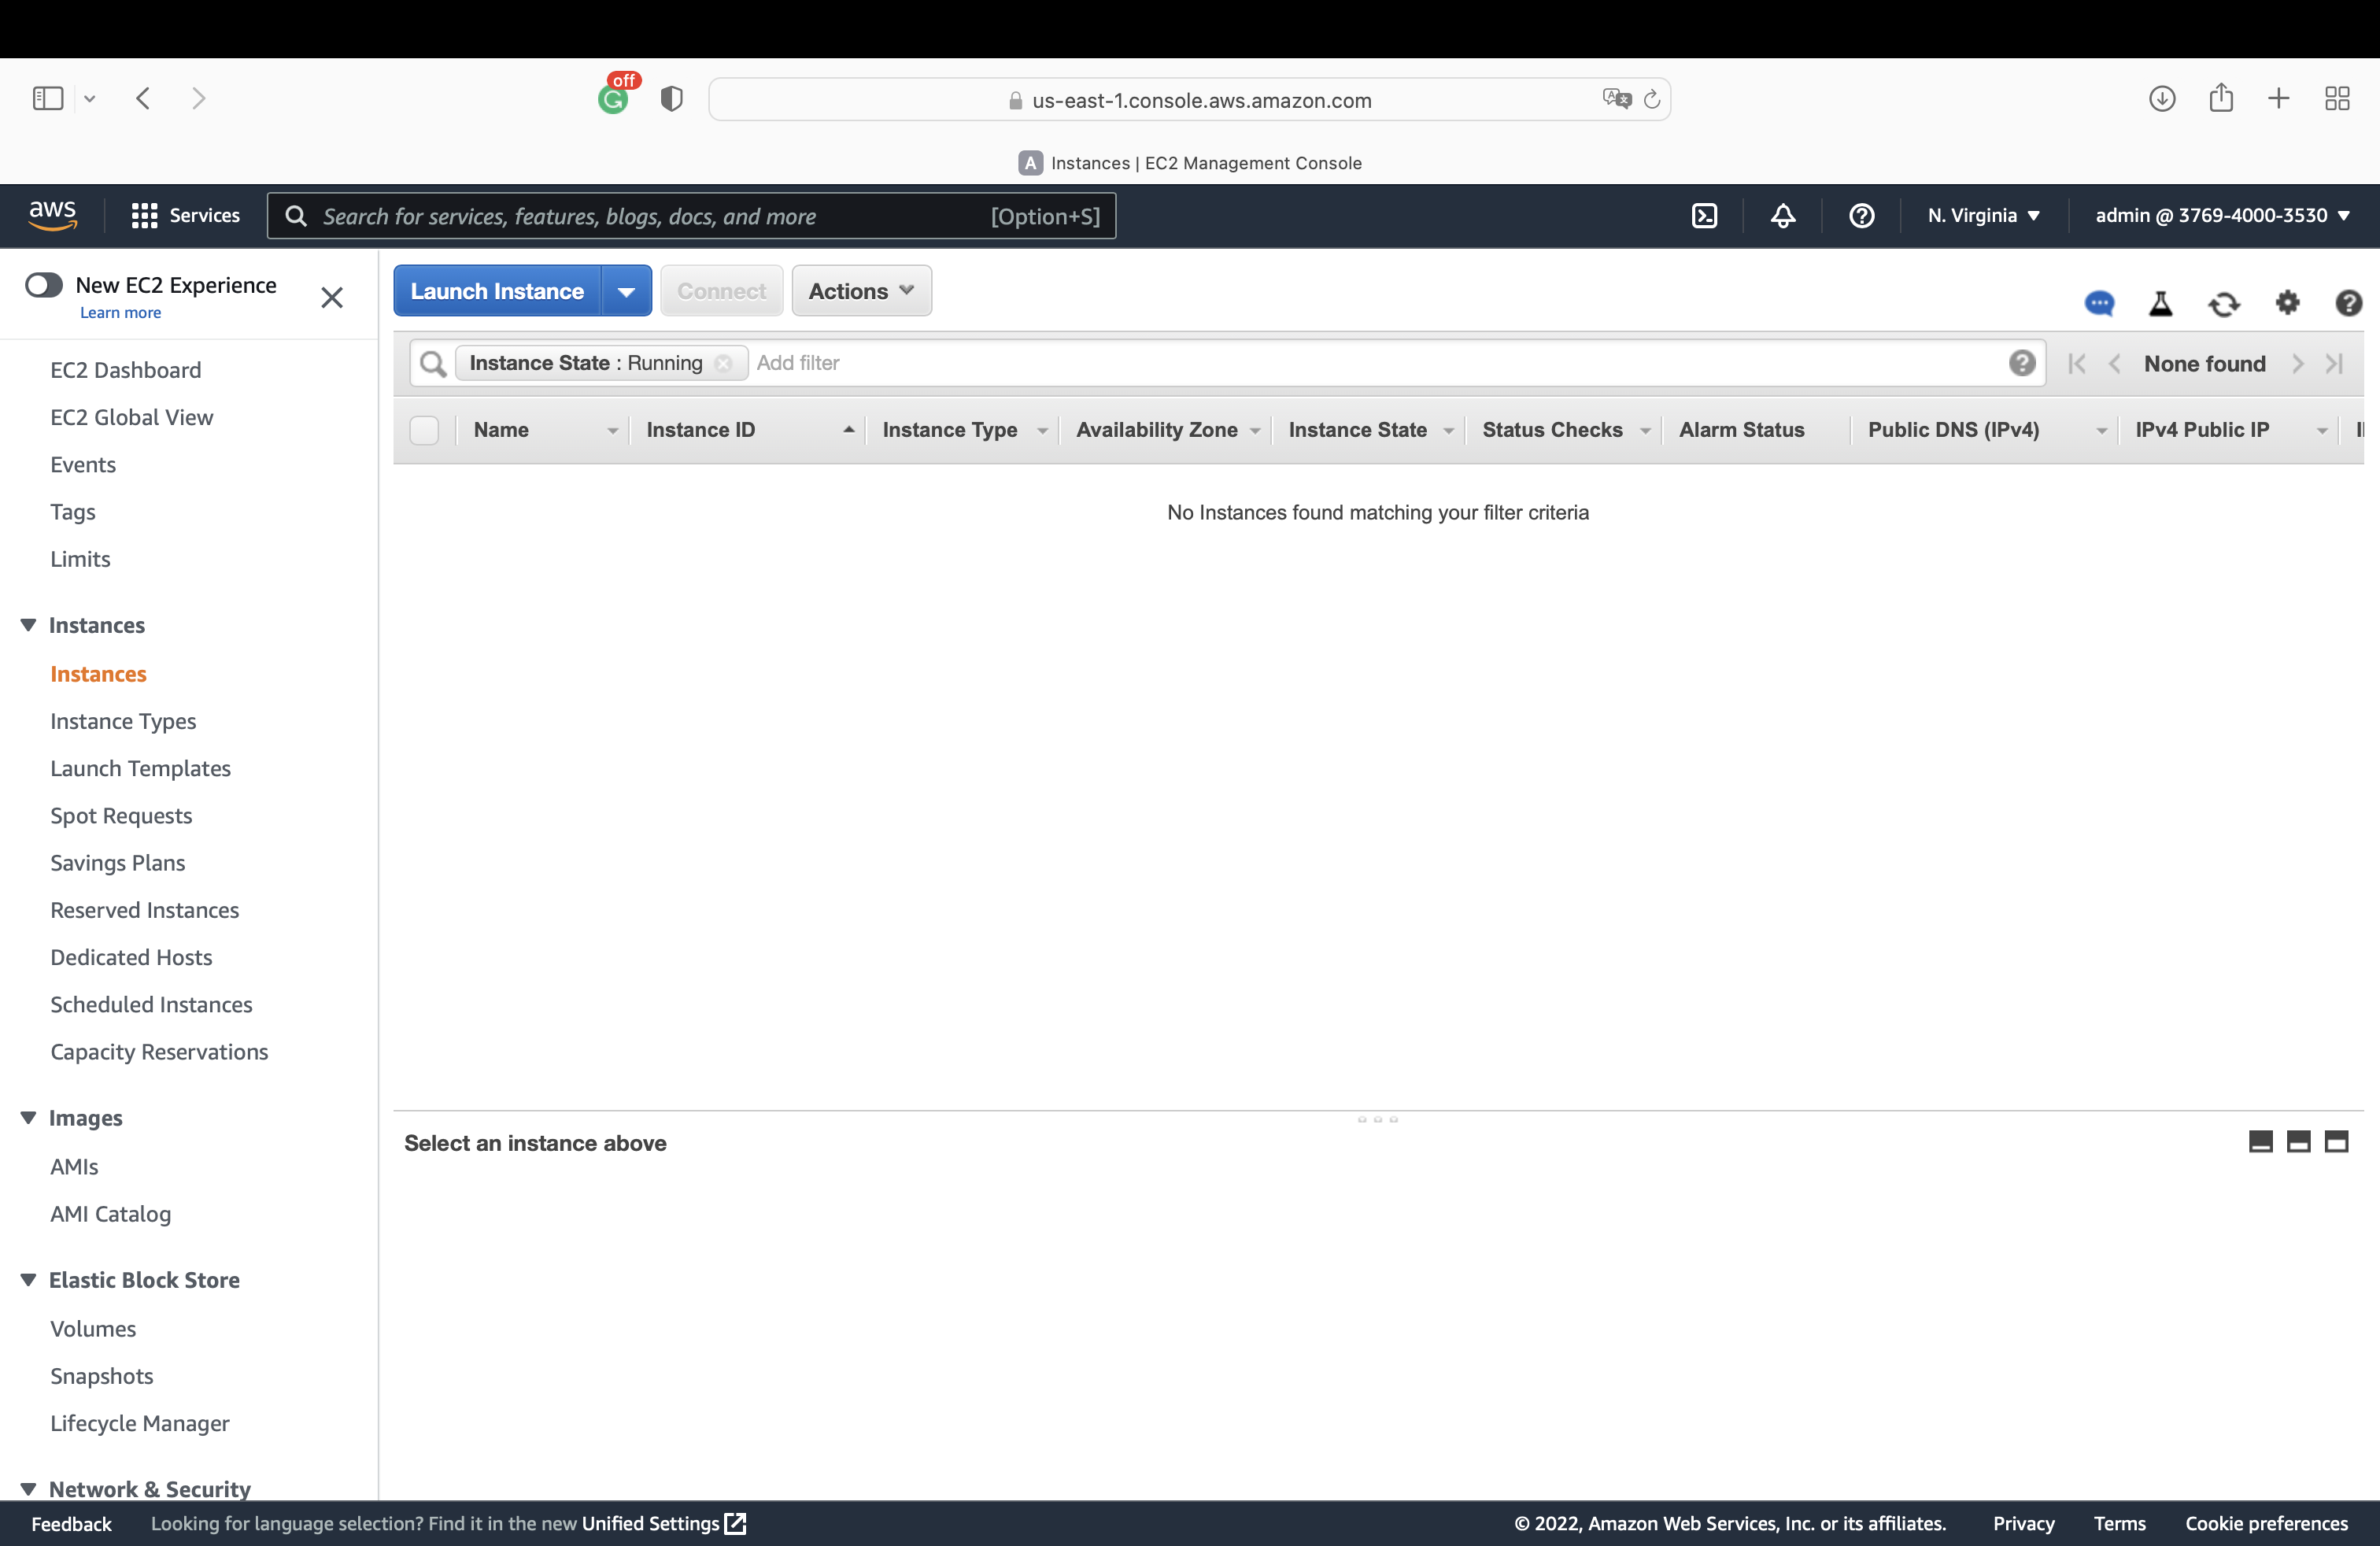 off
us-east-1.console.aws.amazon.com
A Instances | EC2 Management Console
aws Services Search for services, features, blogs, docs, and more [Option+S] N. Virginia ▼ admin @ 3769-4000-3530 ▼
New EC2 Experience
Learn more
EC2 Dashboard
EC2 Global View
Events
Tags
Limits
Instances
Instances
Instance Types
Launch Templates
Spot Requests
Savings Plans
Reserved Instances
Dedicated Hosts
Scheduled Instances
Capacity Reservations
Images
AMIs
AMI Catalog
Elastic Block Store
Volumes
Snapshots
Lifecycle Manager
Network & Security
Launch Instance Connect Actions
Instance State : Running Add filter None found
Name Instance ID Instance Type Availability Zone Instance State Status Checks Alarm Status Public DNS (IPv4) IPv4 Public IP
No Instances found matching your filter criteria
Select an instance above
Feedback Looking for language selection? Find it in the new Unified Settings © 2022, Amazon Web Services, Inc. or its affiliates. Privacy Terms Cookie preferences